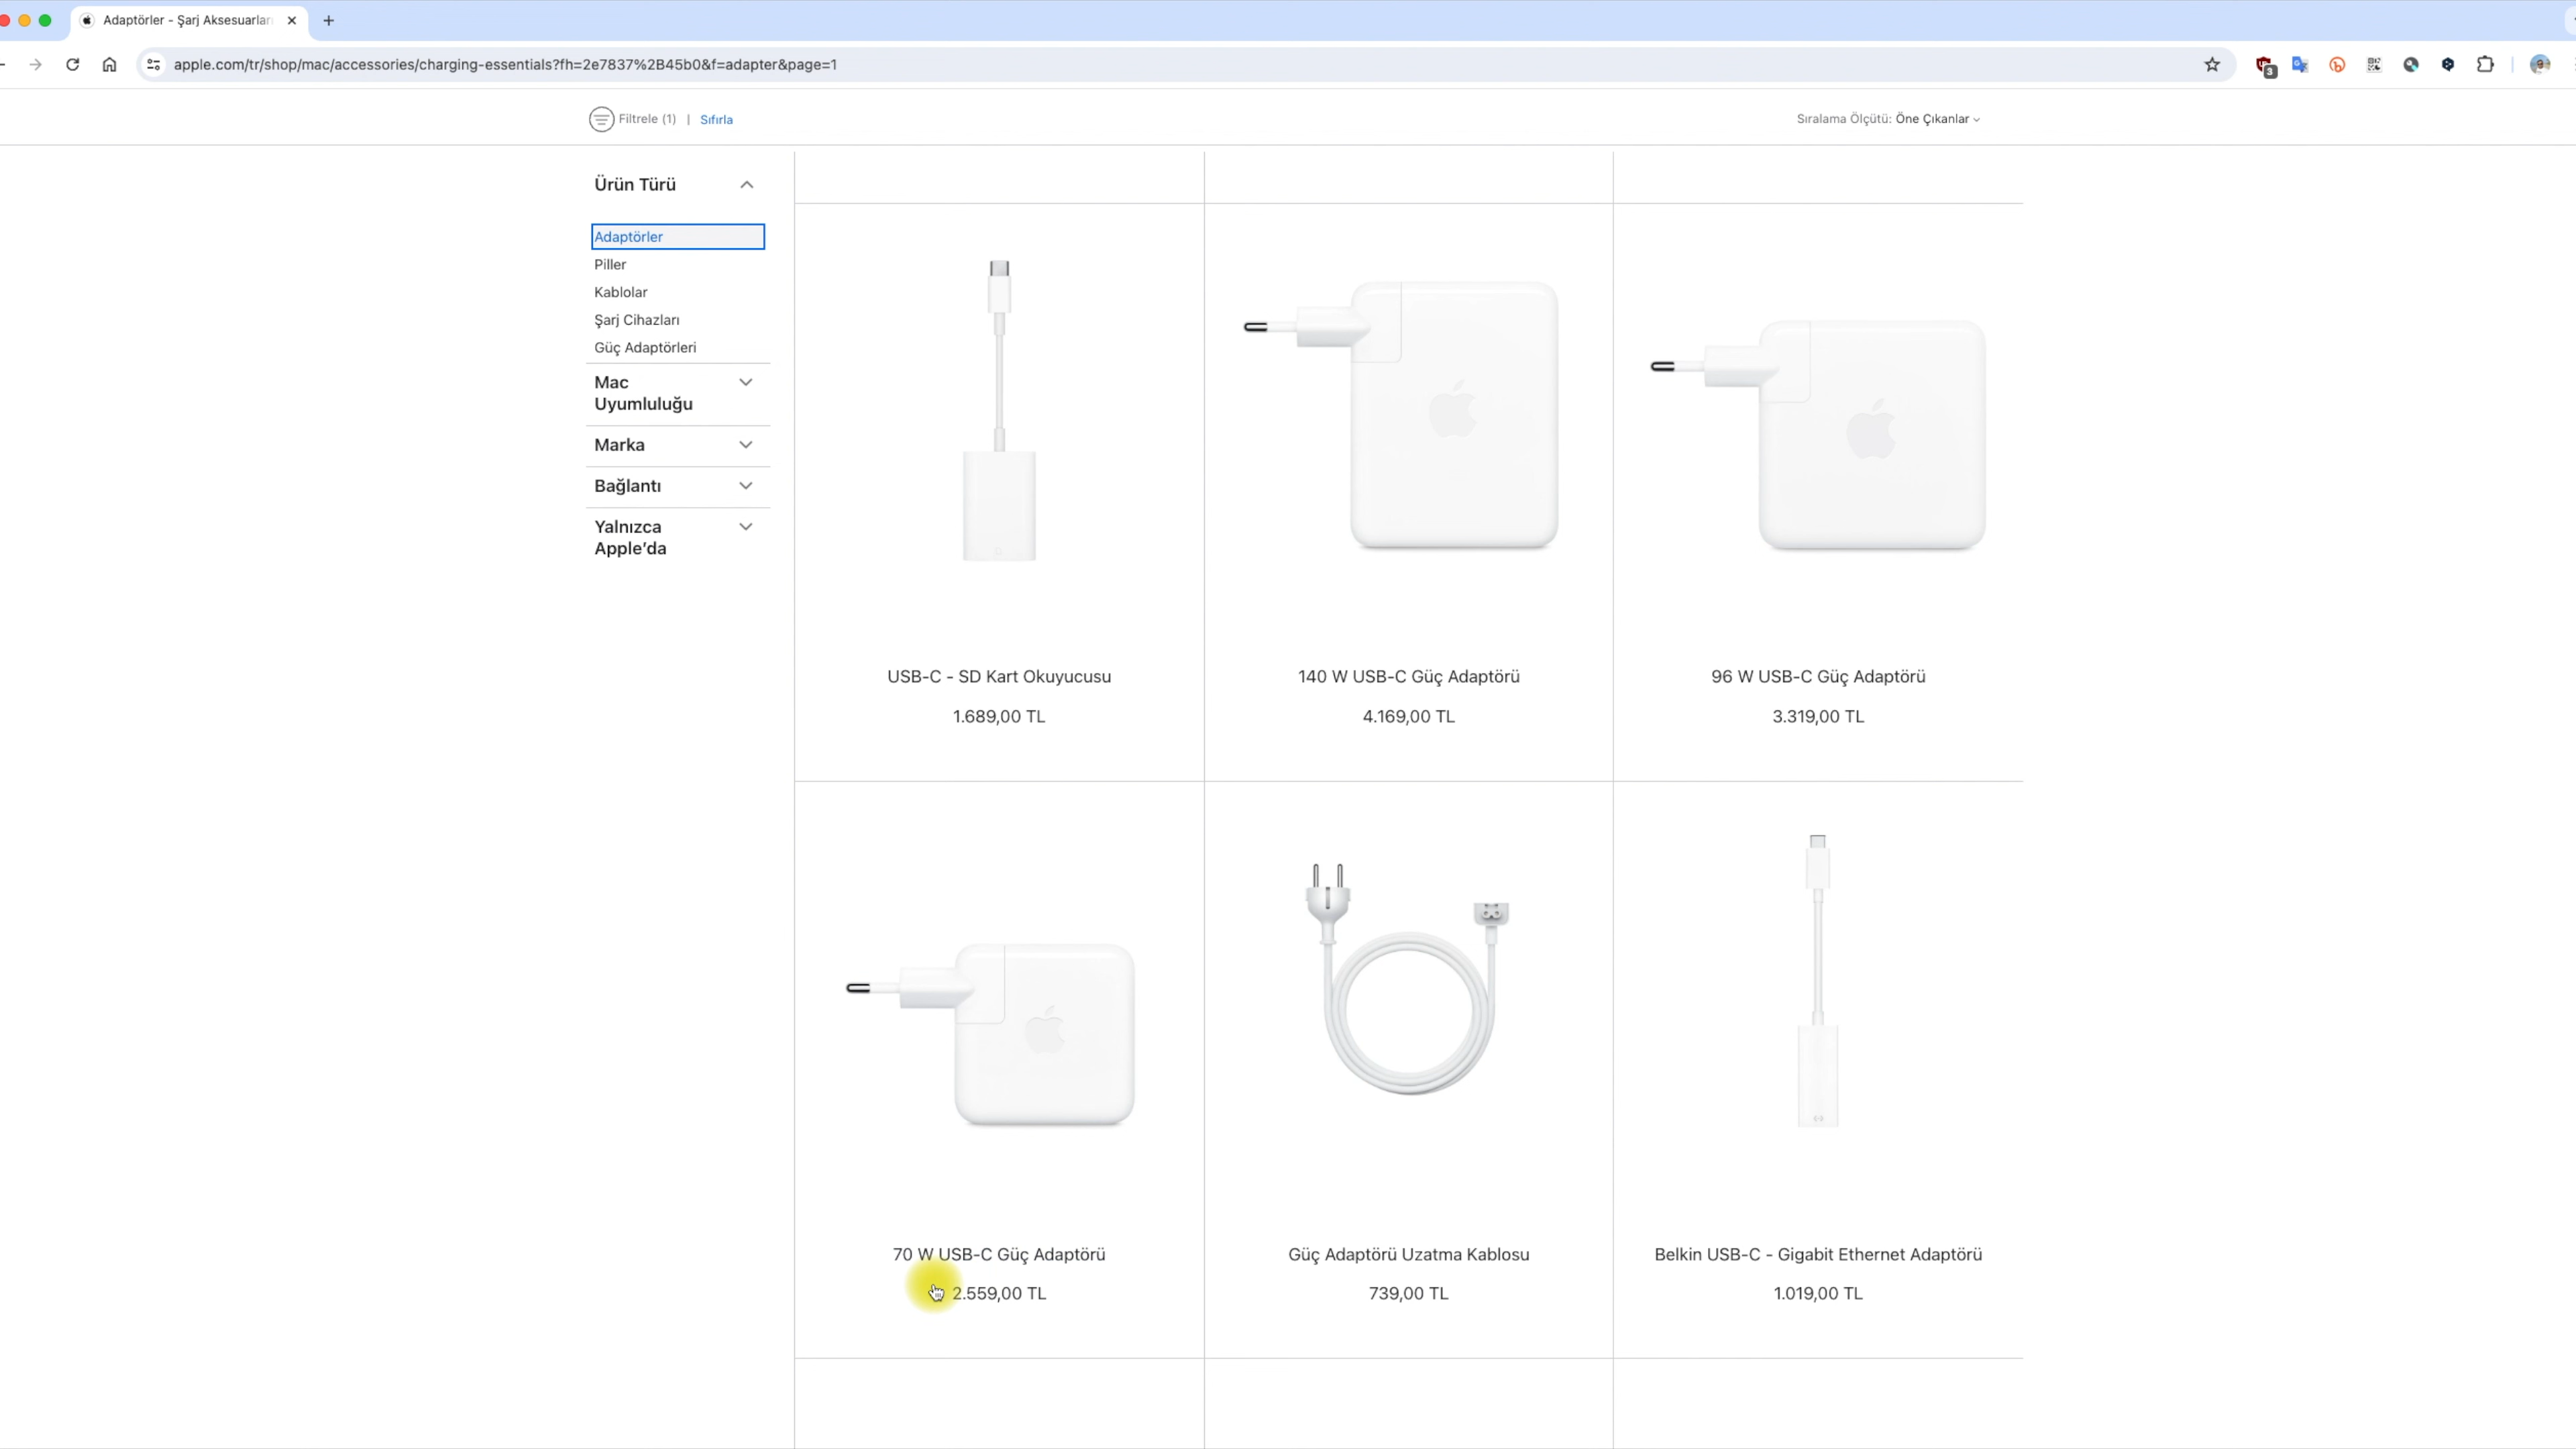 Adaptörler - Şarj Aksesuarları
apple.com/tr/shop/mac/accessories/charging-essentials?fh=2e7837%2B45b0&f=adapter&page=1
3
Filtrele (1) | Sıfırla
Sıralama Ölçütü: Öne Çıkanlar
Ürün Türü
Adaptörler
Piller
Kablolar
Şarj Cihazları
Güç Adaptörleri
Mac
Uyumluluğu
Marka
Bağlantı
Yalnızca
Apple’da
USB-C - SD Kart Okuyucusu
1.689,00 TL
140 W USB-C Güç Adaptörü
4.169,00 TL
96 W USB-C Güç Adaptörü
3.319,00 TL
70 W USB-C Güç Adaptörü
2.559,00 TL
Güç Adaptörü Uzatma Kablosu
739,00 TL
Belkin USB-C - Gigabit Ethernet Adaptörü
1.019,00 TL